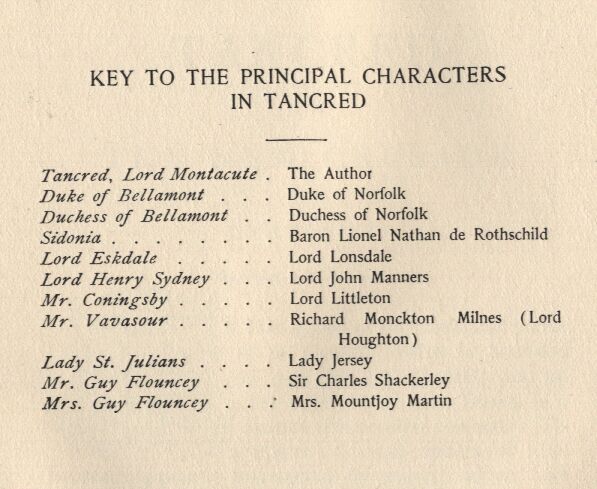 KEY TO THE PRINCIPAL CHARACTERS
IN TANCRED
Tancred, Lord Montacute . The Author
Duke of Bellamont . . . Duke of Norfolk
Duchess of Bellamont . . Duchess of Norfolk
Sidonia . . . . . . . . Baron Lionel Nathan de Rothschild
Lord Eskdale . . . . . Lord Lonsdale
Lord Henry Sydney . . . Lord John Manners
Mr. Coningsby . . . . . Lord Littleton
Mr. Vavasour . . . . . Richard Monckton Milnes (Lord
Houghton)
Lady St. Julians . . . . Lady Jersey
Mr. Guy Flouncey . . . Sir Charles Shackerley
Mrs. Guy Flouncey . . . Mrs. Mountjoy Martin